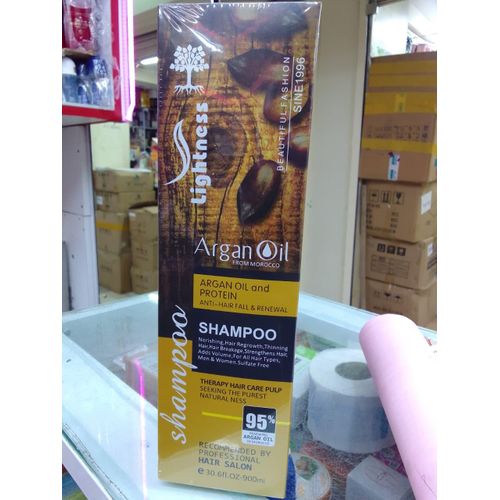 Lightness
BEAUTIFUL FASHION
SINE1996
Argan Oil
FROM MOROCCO
ARGAN OIL and
PROTEIN
ANTI-HAIR FALL & RENEWAL
shampoo
SHAMPOO
Norishing,Hair Regrowth,Thinning
Hair,Hair Breakage,Strengthens Hair,
Adds Volume,For All Hair Types,
Men & Women.Sulfate Free
THERAPY HAIR CARE PULP
SEEKING THE PUREST
NATURAL NESS
95%
ARGAN OIL
RECOMMENDED BY
PROFESSIONAL
HAIR SALON
e 30.6fl.OZ-900ml